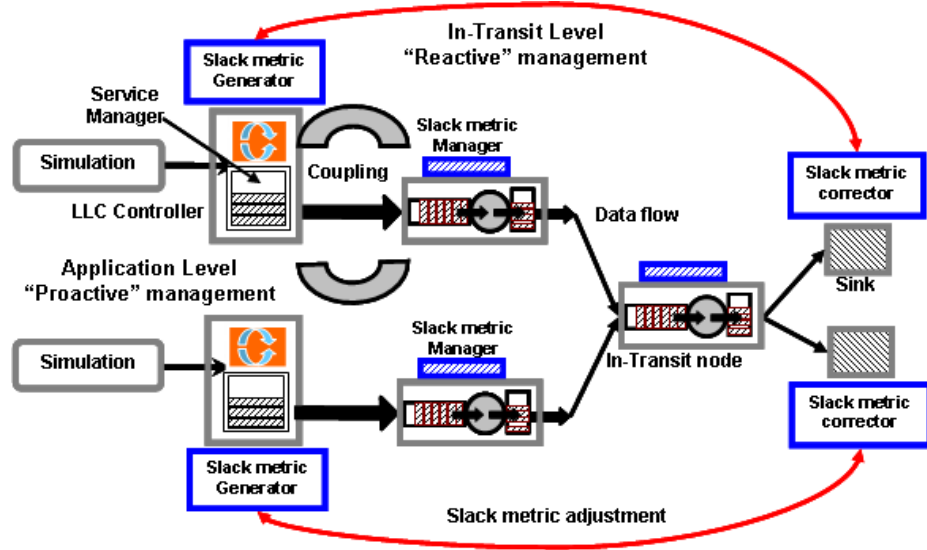 In-Transit Level
“Reactive” management
Slack metric
Generator
Service
Manager
Simulation
Coupling
Slack metric
Manager
Slack metric
corrector
LLC Controller
Data flow
Application Level
“Proactive” management
Sink
Simulation
Slack metric
Manager
In-Transit node
Slack metric
corrector
Slack metric
Generator
Slack metric adjustment